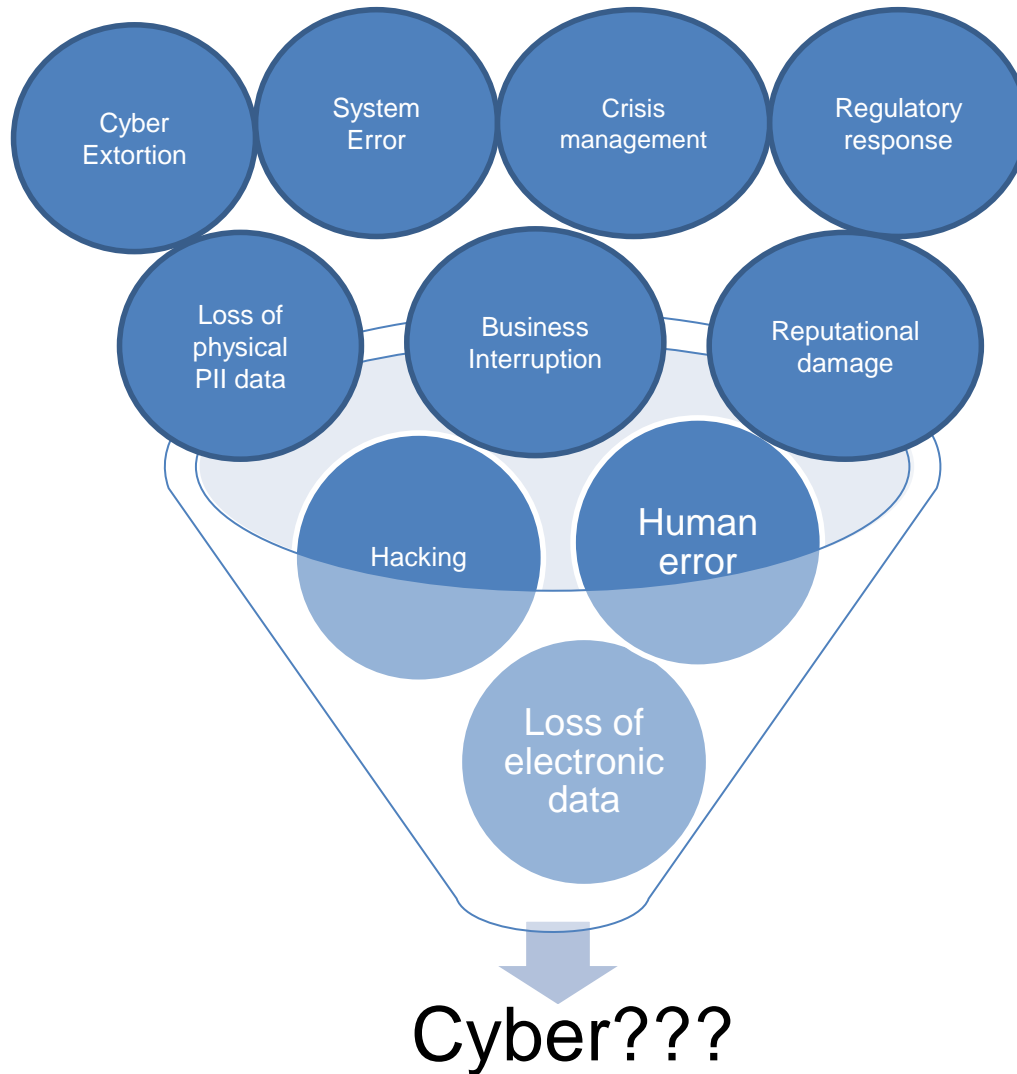 Cyber
Extortion
System
Error
Crisis
management
Regulatory
response
Loss of
physical
PII data
Business
Interruption
Reputational
damage
Hacking
Human
error
Loss of
electronic
data
Cyber???